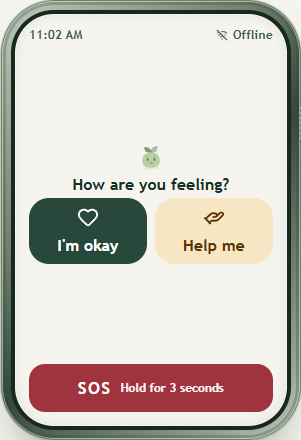 11:02 AM Offline
How are you feeling?
I'm okay Help me
SOS Hold for 3 seconds